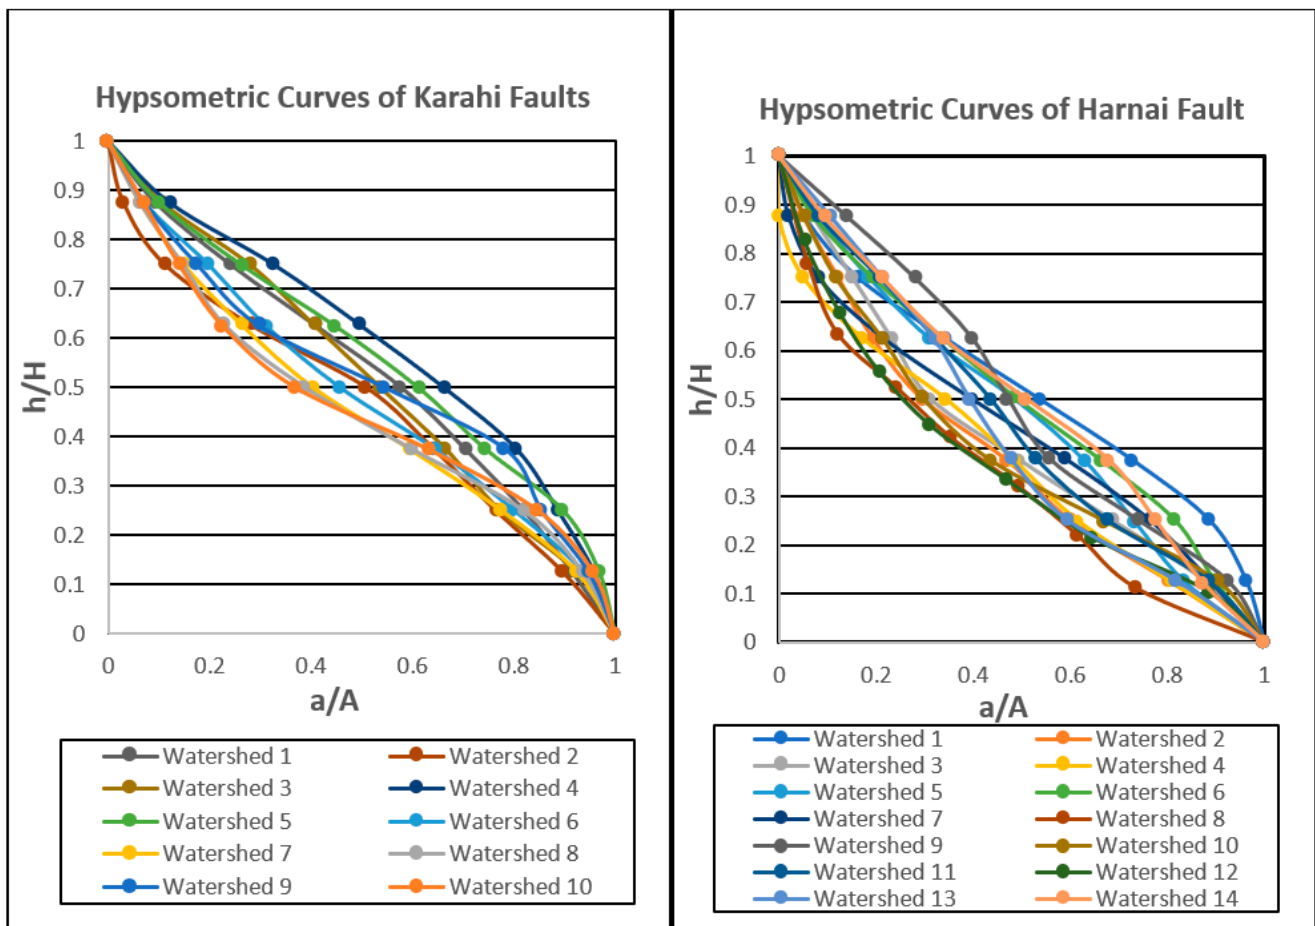 Hypsometric Curves of Karahi Faults
1
0.9
0.8
0.7
0.6
0.5
0.4
0.3
0.2
0.1
0
h/H
0 0.2 0.4 0.6 0.8 1
a/A
Watershed 1 Watershed 2
Watershed 3 Watershed 4
Watershed 5 Watershed 6
Watershed 7 Watershed 8
Watershed 9 Watershed 10
Hypsometric Curves of Harnai Fault
1
0.9
0.8
0.7
0.6
0.5
0.4
0.3
0.2
0.1
0
h/H
0 0.2 0.4 0.6 0.8 1
a/A
Watershed 1 Watershed 2
Watershed 3 Watershed 4
Watershed 5 Watershed 6
Watershed 7 Watershed 8
Watershed 9 Watershed 10
Watershed 11 Watershed 12
Watershed 13 Watershed 14